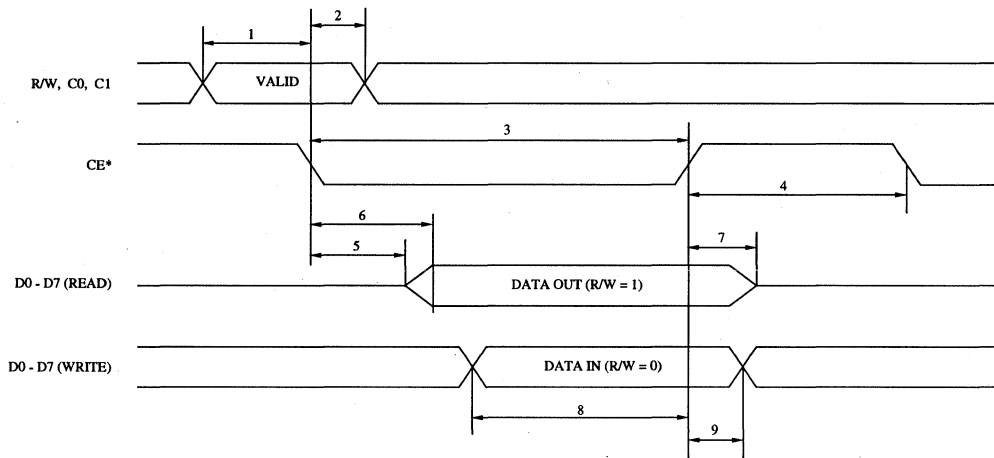 2
1
R/W, C0, C1
VALID
3
CE*
4
6
7
5
D0 - D7 (READ)
DATA OUT (R/W = 1)
D0 - D7 (WRITE)
DATA IN (R/W = 0)
8
9